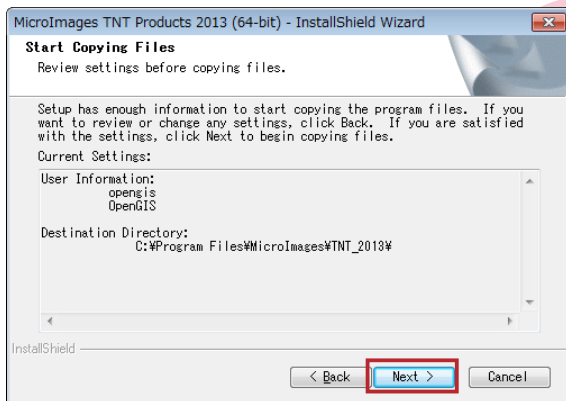 MicroImages TNT Products 2013 (64-bit) - InstallShield Wizard
Start Copying Files
Review settings before copying files.
Setup has enough information to start copying the program files. If you
want to review or change any settings, click Back. If you are satisfied
with the settings, click Next to begin copying files.
Current Settings:
User Information:
opengis
OpenGIS
Destination Directory:
C:¥Program Files¥MicroImages¥TNT_2013¥
InstallShield
< Back
Next >
Cancel